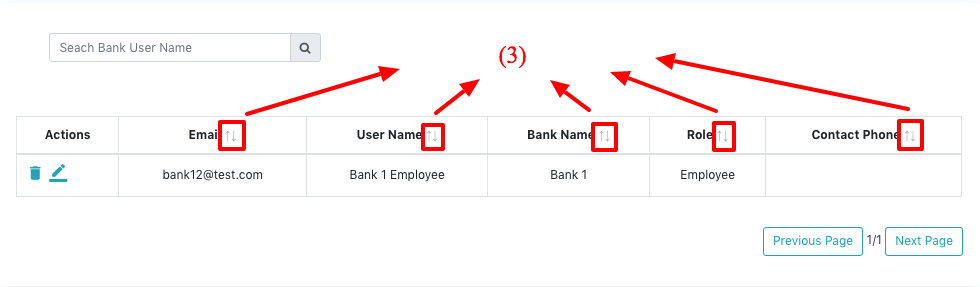 Seach Bank User Name
(3)
Actions Email ↑↓ User Name ↑↓ Bank Name ↑↓ Role ↑↓ Contact Phone ↑↓
bank12@test.com Bank 1 Employee Bank 1 Employee
Previous Page 1/1 Next Page